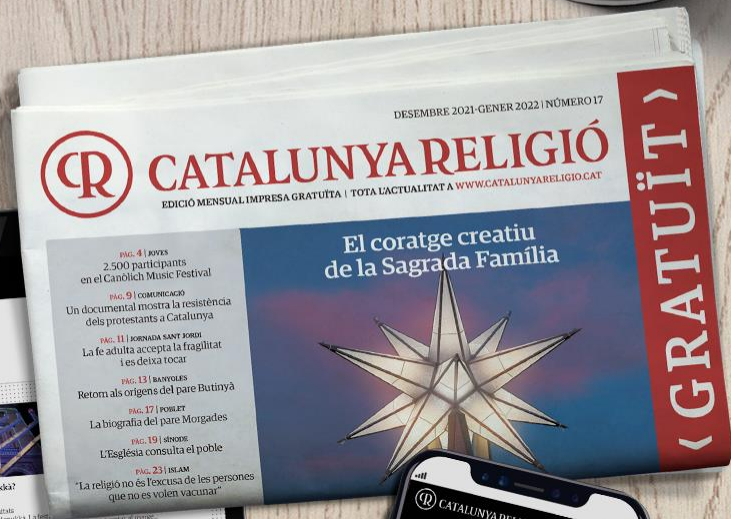 DESEMBRE 2021-GENER 2022 | NÚMERO 17
CR CATALUNYA RELIGIÓ
EDICIÓ MENSUAL IMPRESA GRATUÏTA | TOTA L'ACTUALITAT A WWW.CATALUNYARELIGIO.CAT
< GRATUÏT >
El coratge creatiu
de la Sagrada Família
PÀG. 4 | JOVES
2.500 participants
en el Canòlich Music Festival
PÀG. 9 | COMUNICACIÓ
Un documental mostra la resistència
dels protestants a Catalunya
PÀG. 11 | JORNADA SANT JORDI
La fe adulta accepta la fragilitat
i es deixa tocar
PÀG. 13 | BANYOLES
Retorn als orígens del pare Butinyà
PÀG. 17 | POBLET
La biografia del pare Morgades
PÀG. 19 | SÍNODE
L'Església consulta el poble
PÀG. 23 | ISLAM
"La religió no és l'excusa de les persones
que no es volen vacunar"
CR CATALUNYA